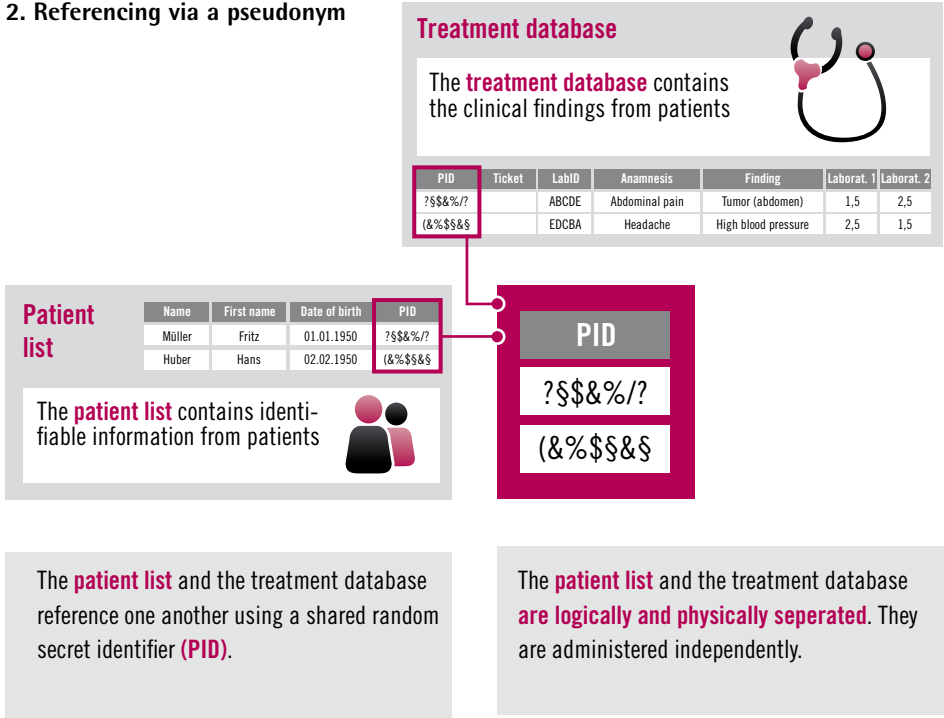 2. Referencing via a pseudonym
Treatment database
The treatment database contains
the clinical findings from patients
PID Ticket LabID Anamnesis Finding Laborat. 1 Laborat. 2
?§$&%/? ABCDE Abdominal pain Tumor (abdomen) 1,5 2,5
(&%$§&§ EDCBA Headache High blood pressure 2,5 1,5
Patient
list
Name First name Date of birth PID
Müller Fritz 01.01.1950 ?§$&%/?
Huber Hans 02.02.1950 (&%$§&§
The patient list contains identi-
fiable information from patients
PID
?§$&%/?
(&%$§&§
The patient list and the treatment database
reference one another using a shared random
secret identifier (PID).
The patient list and the treatment database
are logically and physically seperated. They
are administered independently.